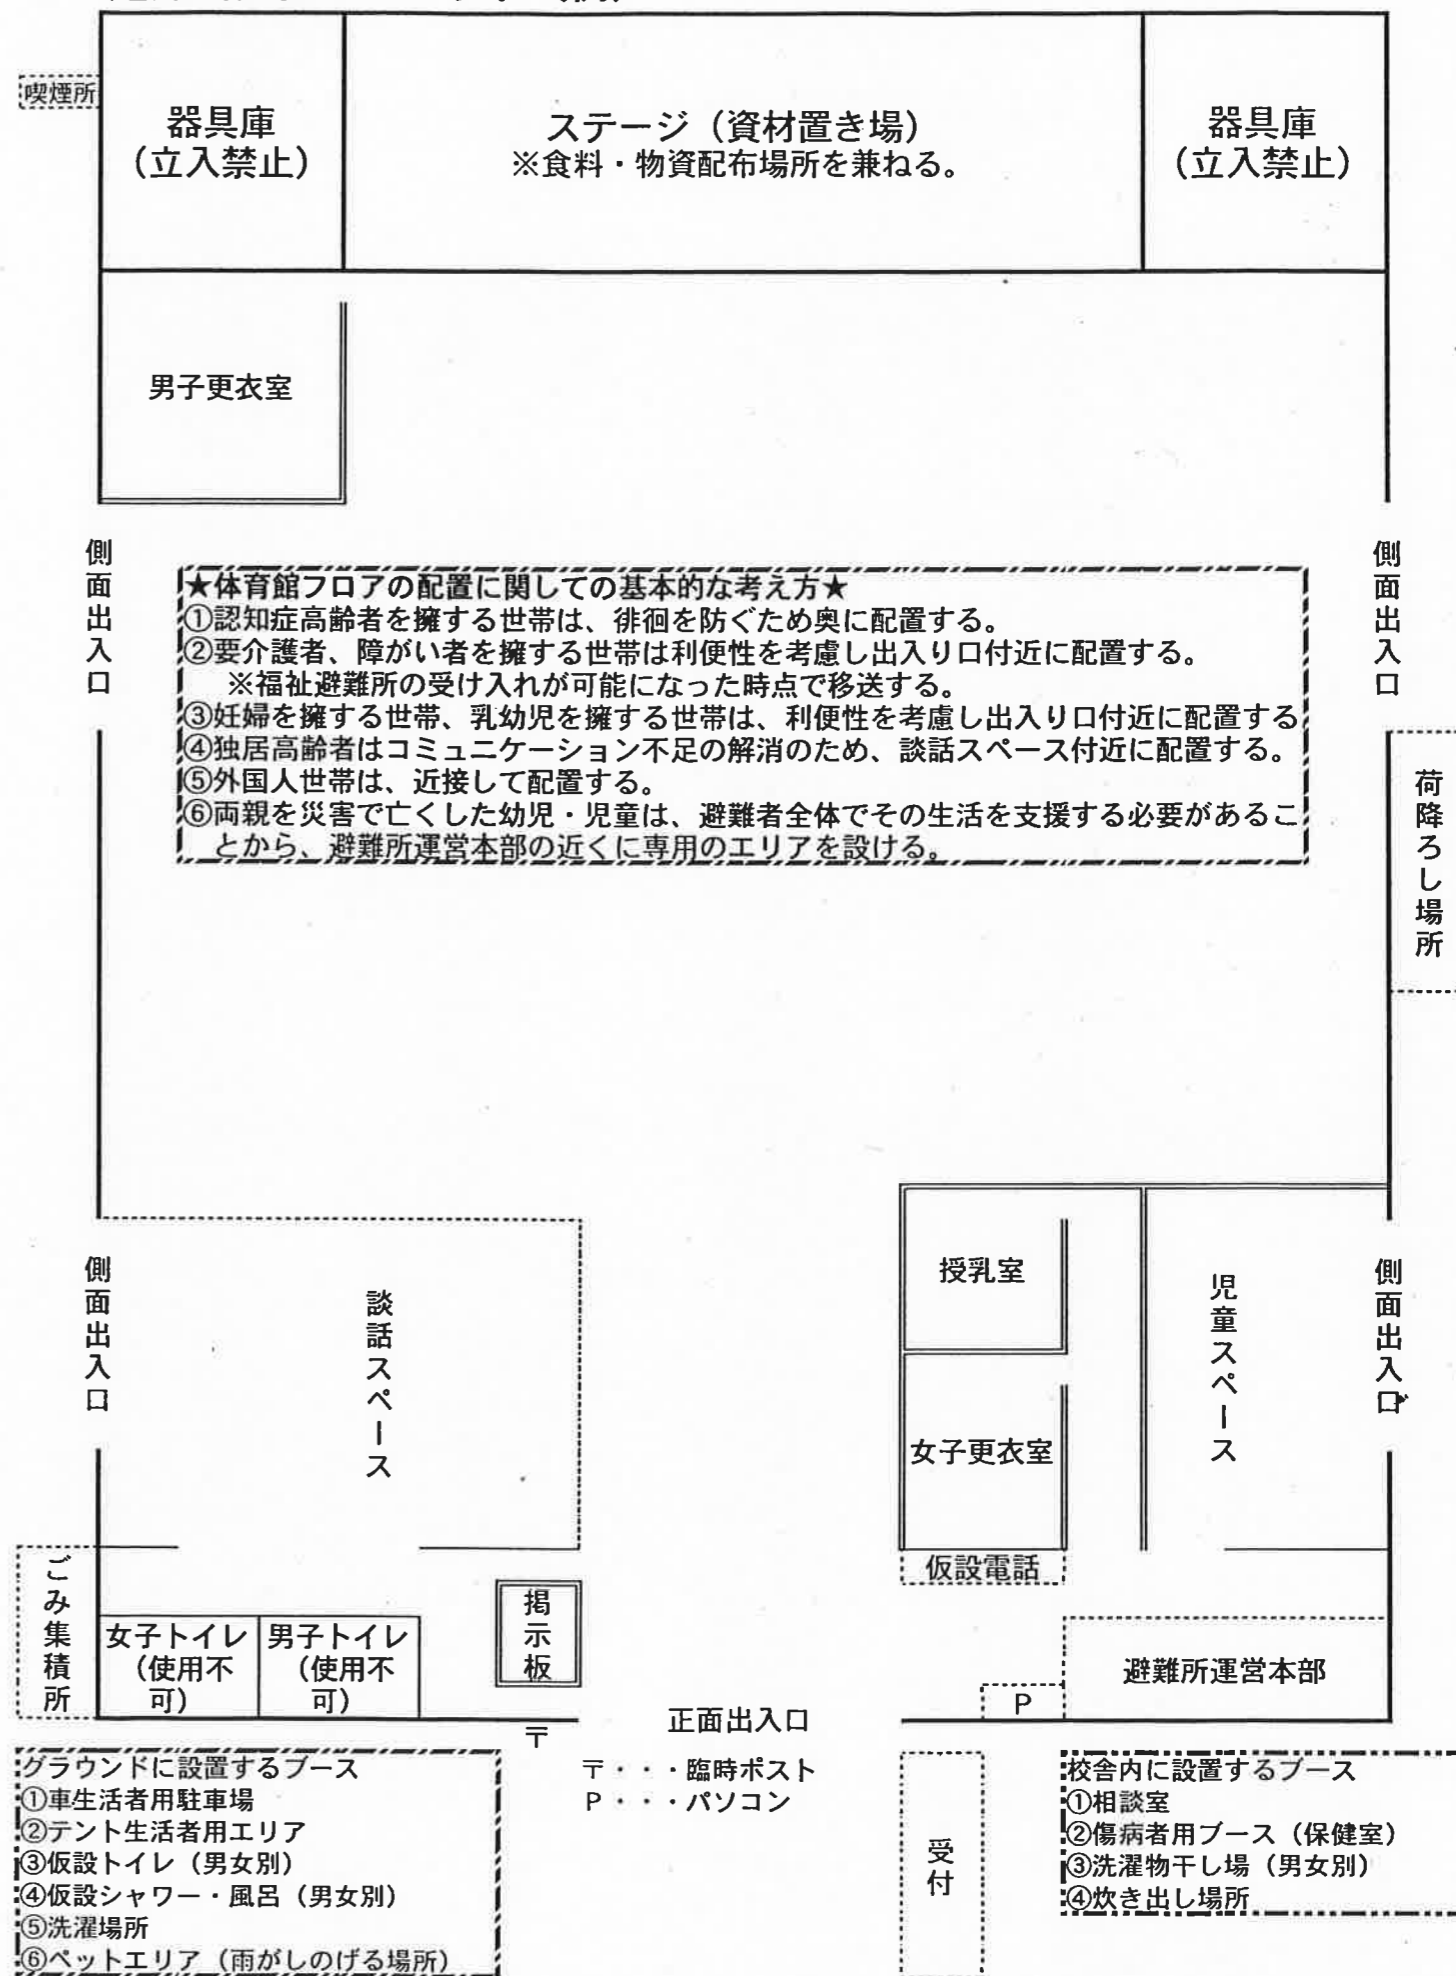 喫煙所
器具庫
（立入禁止）
ステージ（資材置き場）
※食料・物資配布場所を兼ねる。
器具庫
（立入禁止）
男子更衣室
側面出入口
側面出入口
★体育館フロアの配置に関しての基本的な考え方★
①認知症高齢者を擁する世帯は、徘徊を防ぐため奥に配置する。
②要介護者、障がい者を擁する世帯は利便性を考慮し出入り口付近に配置する。
※福祉避難所の受け入れが可能になった時点で移送する。
③妊婦を擁する世帯、乳幼児を擁する世帯は、利便性を考慮し出入り口付近に配置する
④独居高齢者はコミュニケーション不足の解消のため、談話スペース付近に配置する。
⑤外国人世帯は、近接して配置する。
⑥両親を災害で亡くした幼児・児童は、避難者全体でその生活を支援する必要があるこ
とから、避難所運営本部の近くに専用のエリアを設ける。
荷降ろし場所
側面出入口
談話スペース
授乳室
女子更衣室
児童スペース
側面出入口
仮設電話
ごみ集積所
女子トイレ
（使用不
可）
男子トイレ
（使用不
可）
掲示板
避難所運営本部
P
正面出入口
〒
〒・・・臨時ポスト
P・・・パソコン
受付
グラウンドに設置するブース
①車生活者用駐車場
②テント生活者用エリア
③仮設トイレ（男女別）
④仮設シャワー・風呂（男女別）
⑤洗濯場所
⑥ペットエリア（雨がしのげる場所）
校舎内に設置するブース
①相談室
②傷病者用ブース（保健室）
③洗濯物干し場（男女別）
④炊き出し場所